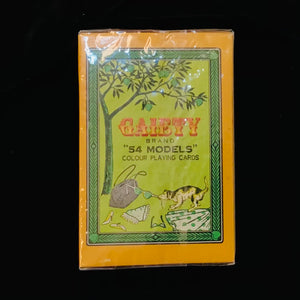 GAIETY
BRAND
"54 MODELS"
COLOUR PLAYING CARDS